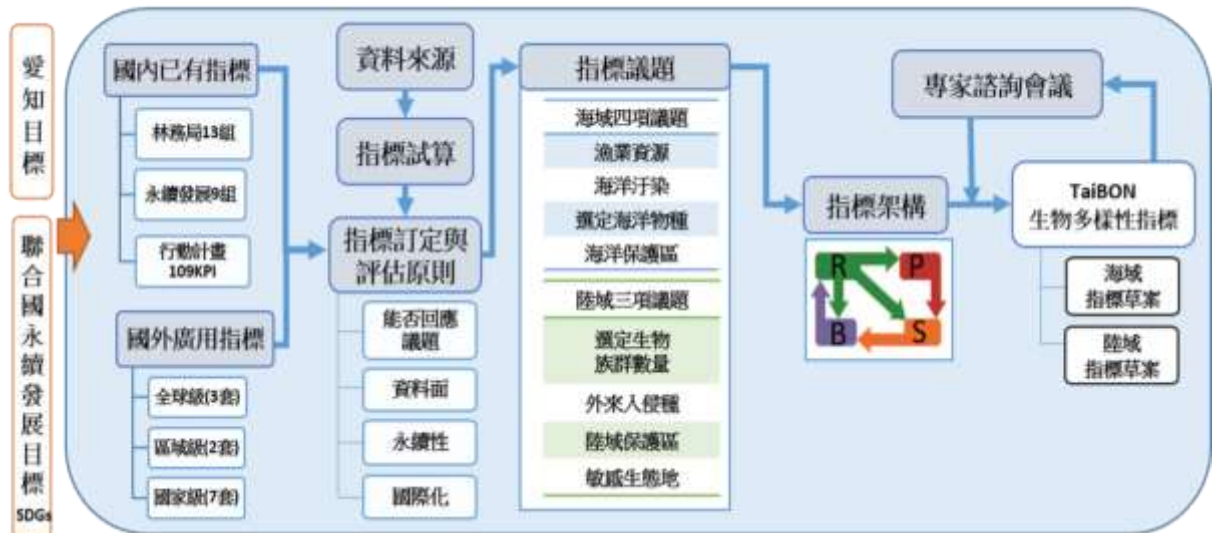 愛知目標
聯合國永續發展目標
SDGs
國內已有指標
林務局13組
永續發展9組
行動計畫
109KPI
國外廣用指標
全球級(3套)
區域級(2套)
國家級(7套)
資料來源
指標試算
指標訂定與
評估原則
能否回應
議題
資料面
永續性
國際化
指標議題
海域四項議題
漁業資源
海洋汙染
選定海洋物種
海洋保護區
陸域三項議題
選定生物
族群數量
外來入侵種
陸域保護區
敏感生態地
指標架構
R
P
B
S
專家諮詢會議
TaiBON
生物多樣性指標
海域
指標草案
陸域
指標草案